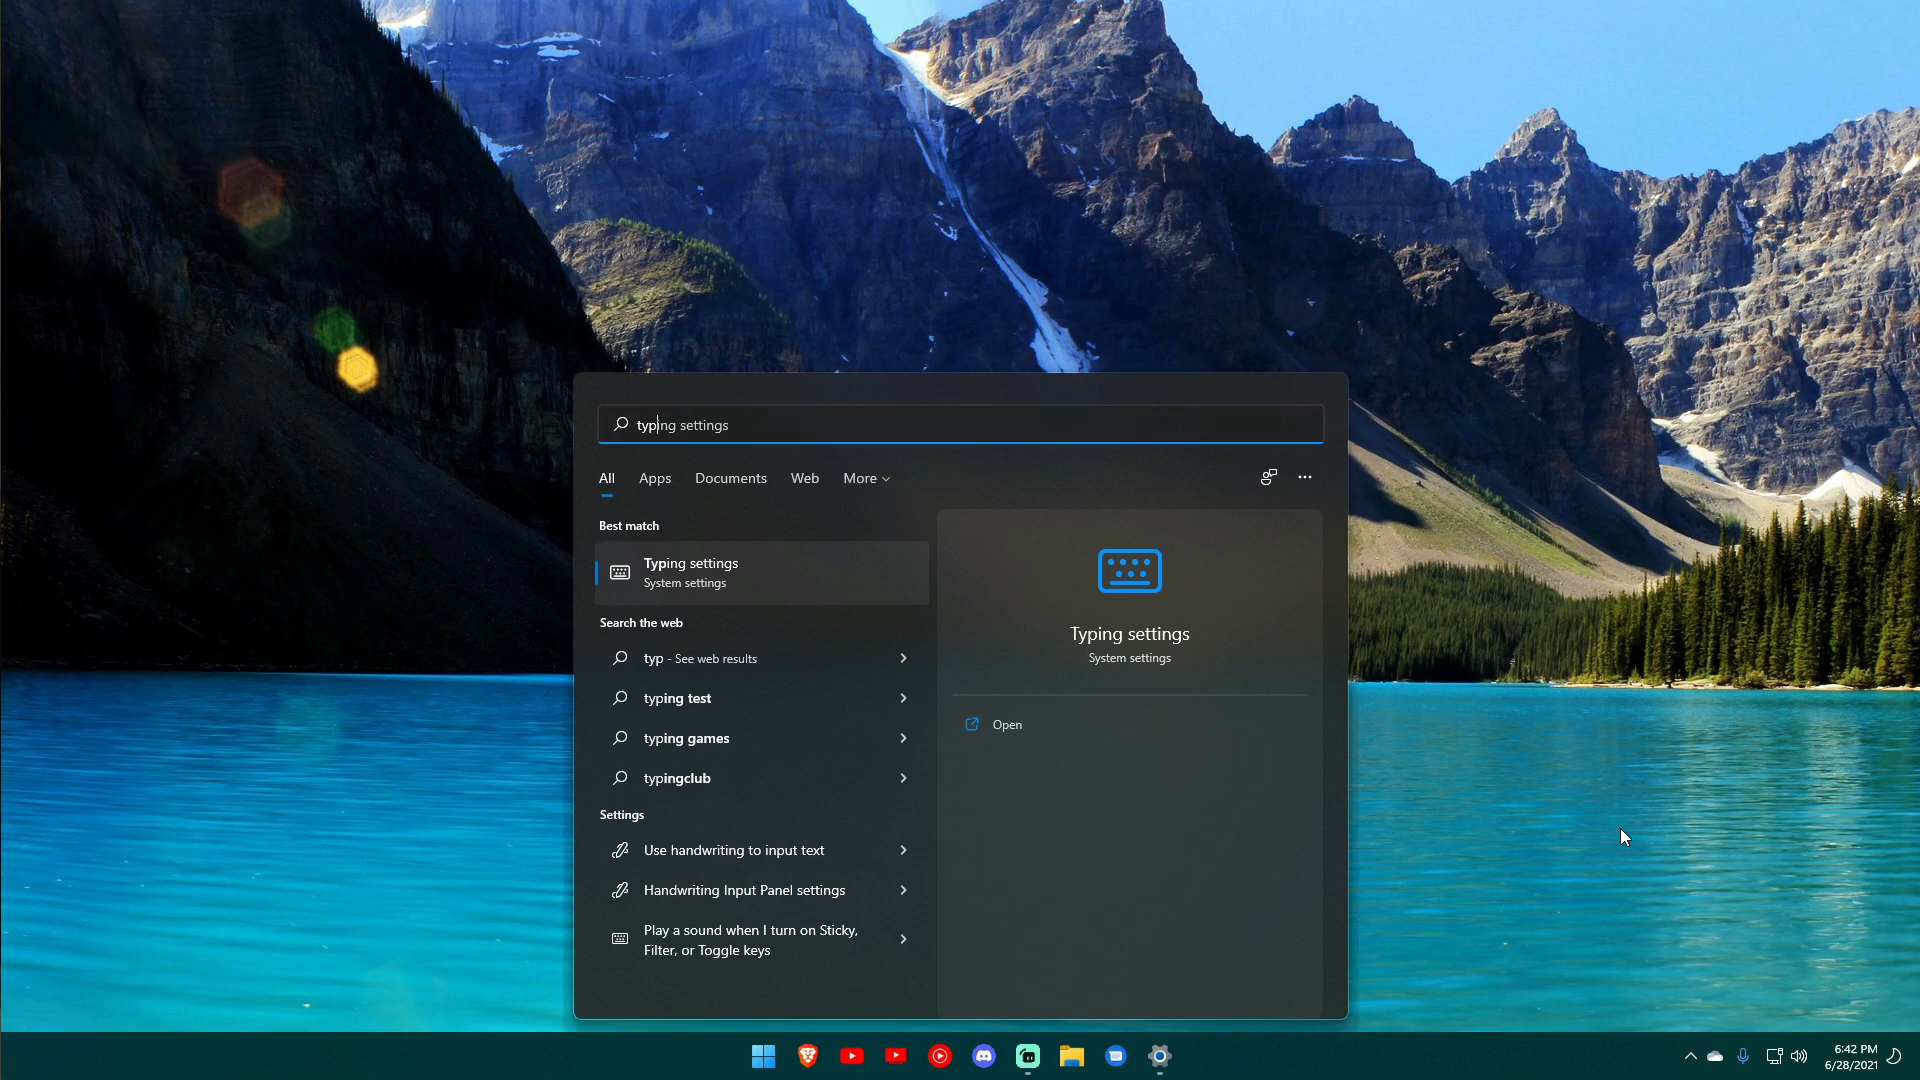 typing settings
All Apps Documents Web More
Best match
Typing settings
System settings
Search the web
typ - See web results
typing test
typing games
typingclub
Settings
Use handwriting to input text
Handwriting Input Panel settings
Play a sound when I turn on Sticky,
Filter, or Toggle keys
Typing settings
System settings
Open
6:42 PM
6/28/2021